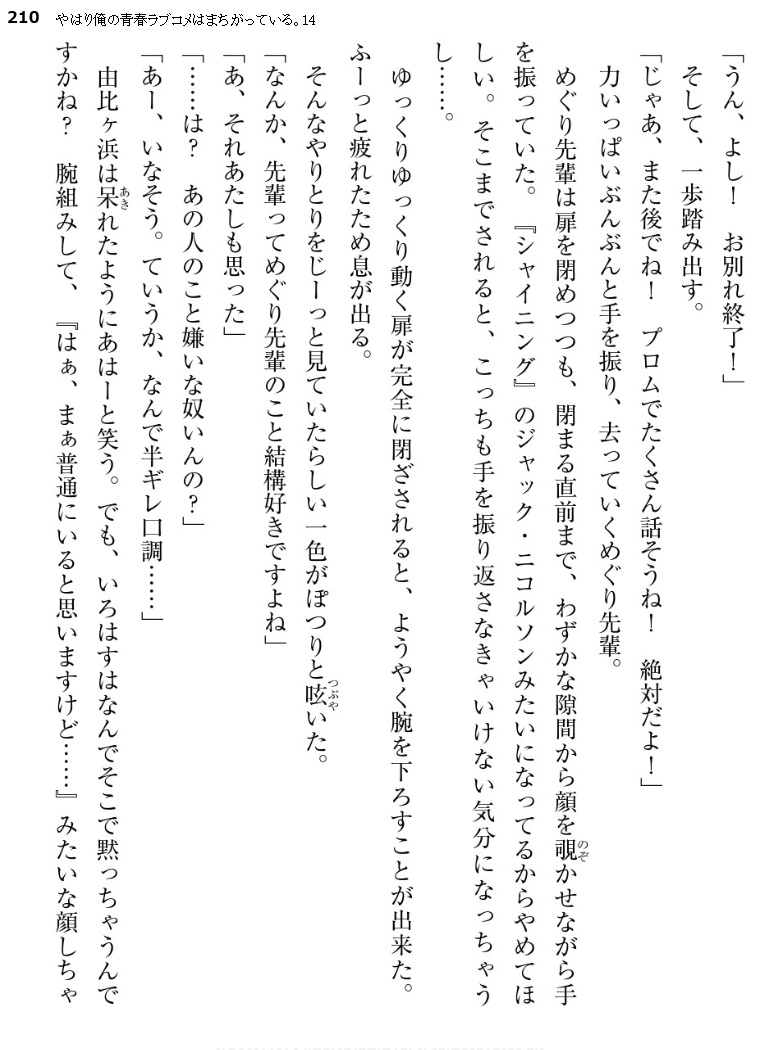 210 やはり俺の青春ラブコメはまちがっている。14
「うん、よし！　お別れ終了！」
　そして、一歩踏み出す。
「じゃあ、また後でね！　プロムでたくさん話そうね！　絶対だよ！」
　力いっぱいぶんぶんと手を振り、去っていくめぐり先輩。
　めぐり先輩は扉を閉めつつも、閉まる直前まで、わずかな隙間から顔を覗のぞかせながら手
を振っていた。『シャイニング』のジャック・ニコルソンみたいになってるからやめてほ
しい。そこまでされると、こっちも手を振り返さなきゃいけない気分になっちゃう
し……。
　ゆっくりゆっくり動く扉が完全に閉ざされると、ようやく腕を下ろすことが出来た。
ふーっと疲れたため息が出る。
　そんなやりとりをじーっと見ていたらしい一色がぽつりと呟つぶやいた。
「なんか、先輩ってめぐり先輩のこと結構好きですよね」
「あ、それあたしも思った」
「……は？　あの人のこと嫌いな奴いんの？」
「あー、いなそう。ていうか、なんで半ギレ口調……」
　由比ヶ浜は呆あきれたようにあはーと笑う。でも、いろはすはなんでそこで黙っちゃうんで
すかね？　腕組みして、『はぁ、まぁ普通にいると思いますけど……』みたいな顔しちゃ